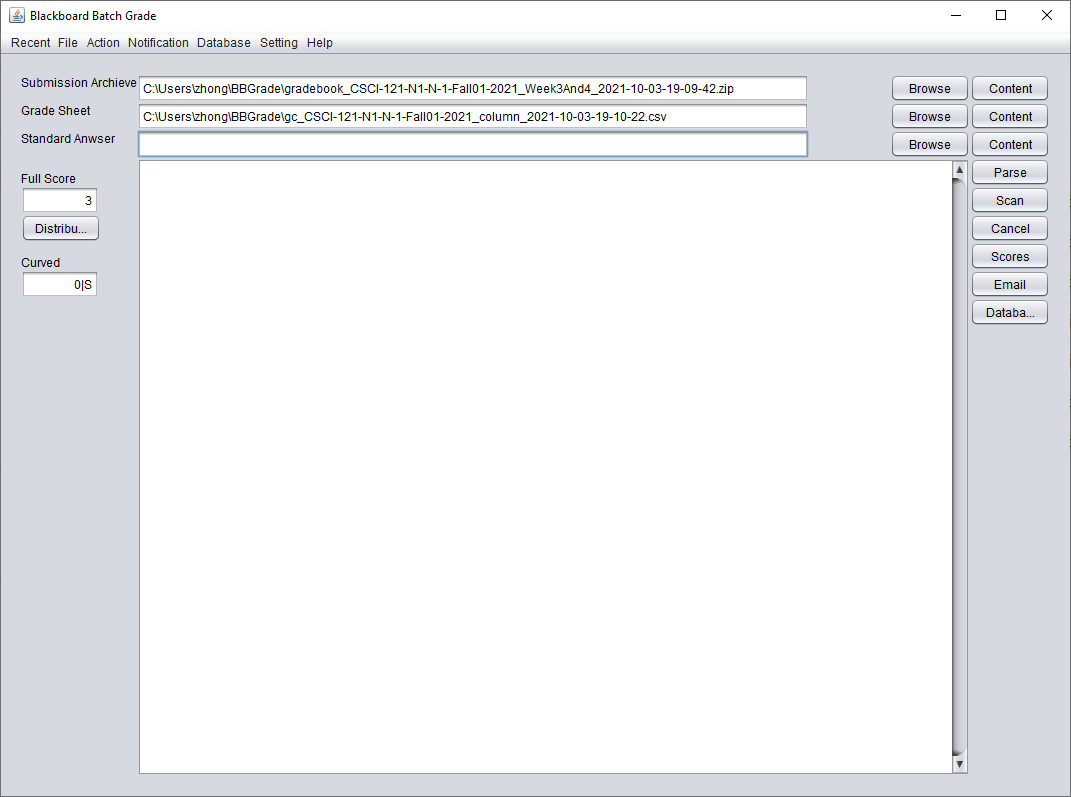 Blackboard Batch Grade
Recent File Action Notification Database Setting Help
Submission Archieve C:\Users\zhong\BBGrade\gradebook_CSCI-121-N1-N-1-Fall01-2021_Week3And4_2021-10-03-19-09-42.zip Browse Content
Grade Sheet C:\Users\zhong\BBGrade\gc_CSCI-121-N1-N-1-Fall01-2021_column_2021-10-03-19-10-22.csv Browse Content
Standard Anwser Browse Content
Parse
Full Score
3 Scan
Distribu... Cancel
Curved Scores
0|S Email
Databa...